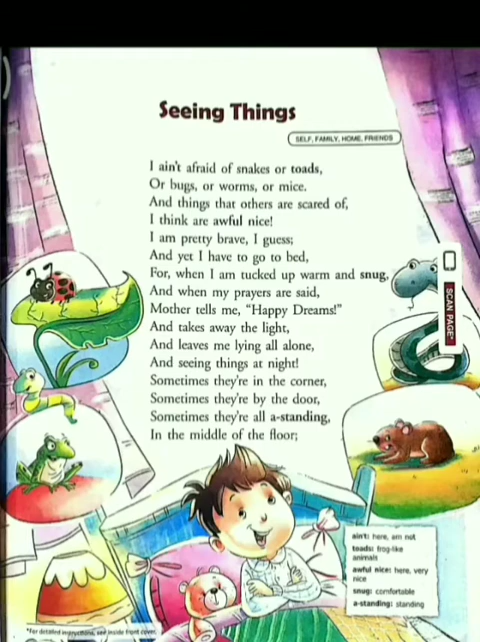 Seeing Things
SELF, FAMILY, HOME, FRIENDS
I ain't afraid of snakes or toads,
Or bugs, or worms, or mice.
And things that others are scared of,
I think are awful nice!
I am pretty brave, I guess;
And yet I have to go to bed,
For, when I am tucked up warm and snug,
And when my prayers are said,
Mother tells me, "Happy Dreams!"
And takes away the light,
And leaves me lying all alone,
And seeing things at night!
Sometimes they're in the corner,
Sometimes they're by the door,
Sometimes they're all a-standing,
In the middle of the floor;
SCAN PAGE*
ain't: here, am not
toads: frog-like
animals
awful nice: here, very
nice
snug: comfortable
a-standing: standing
*For detailed instructions, see inside front cover.